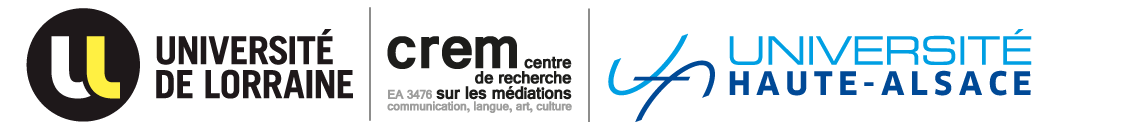 UNIVERSITÉ
DE LORRAINE
crem centre
de recherche
EA 3476 sur les médiations
communication, langue, art, culture
UNIVERSITÉ
HAUTE-ALSACE